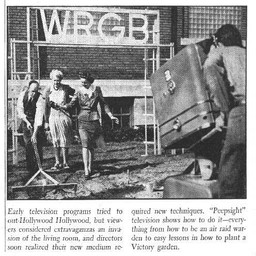 WRGB
Early television programs tried to
out-Hollywood Hollywood, but view-
ers considered extravaganzas an inva-
sion of the living room, and directors
soon realized their new medium re-
quired new techniques. "Peepsight"
television shows how to do it—every-
thing from how to be an air raid war-
den to easy lessons in how to plant a
Victory garden.